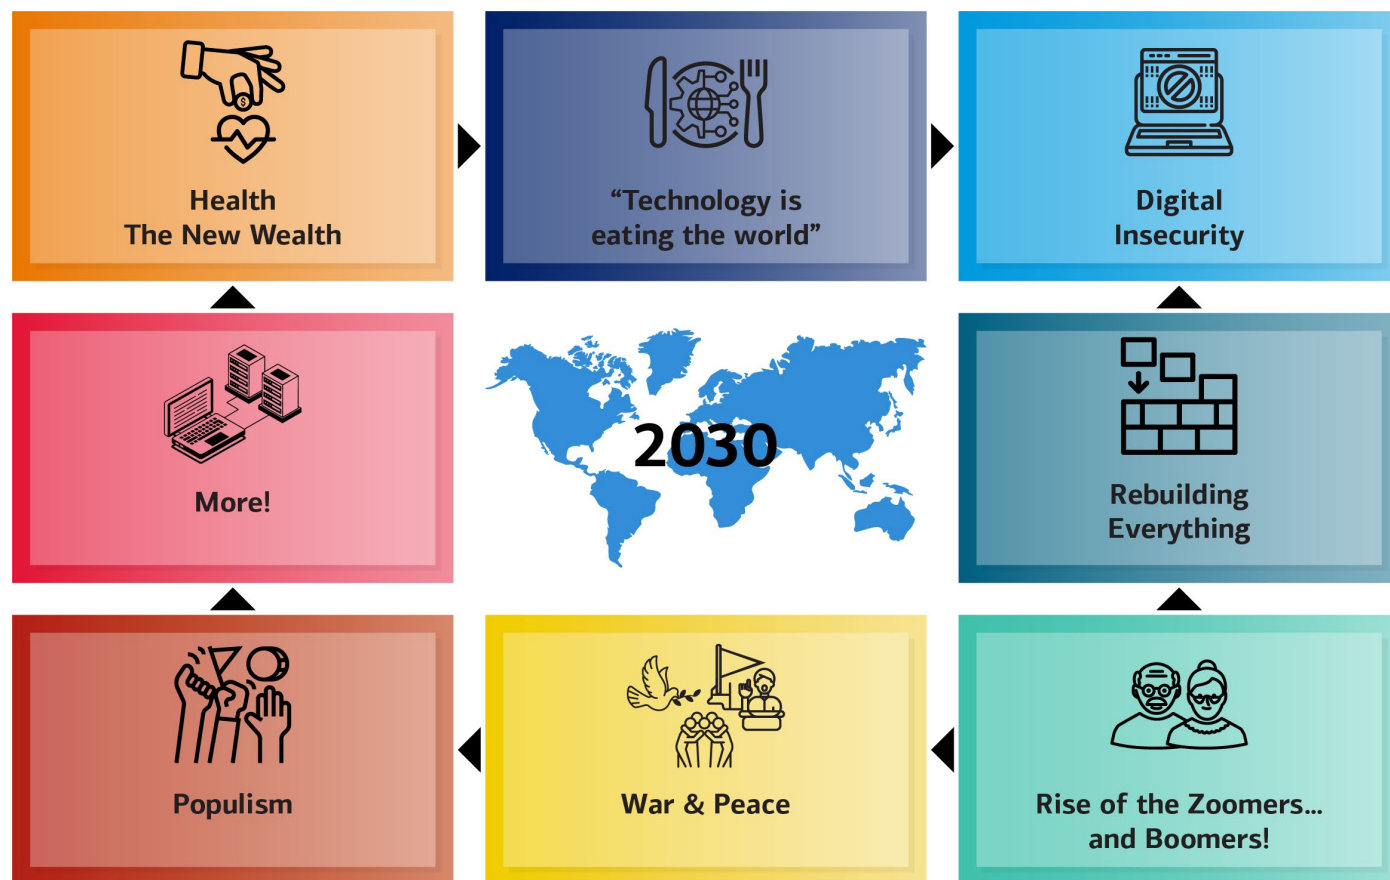 Health
The New Wealth
“Technology is
eating the world”
Digital
Insecurity
More!
2030
Rebuilding
Everything
Populism
War & Peace
Rise of the Zoomers...
and Boomers!